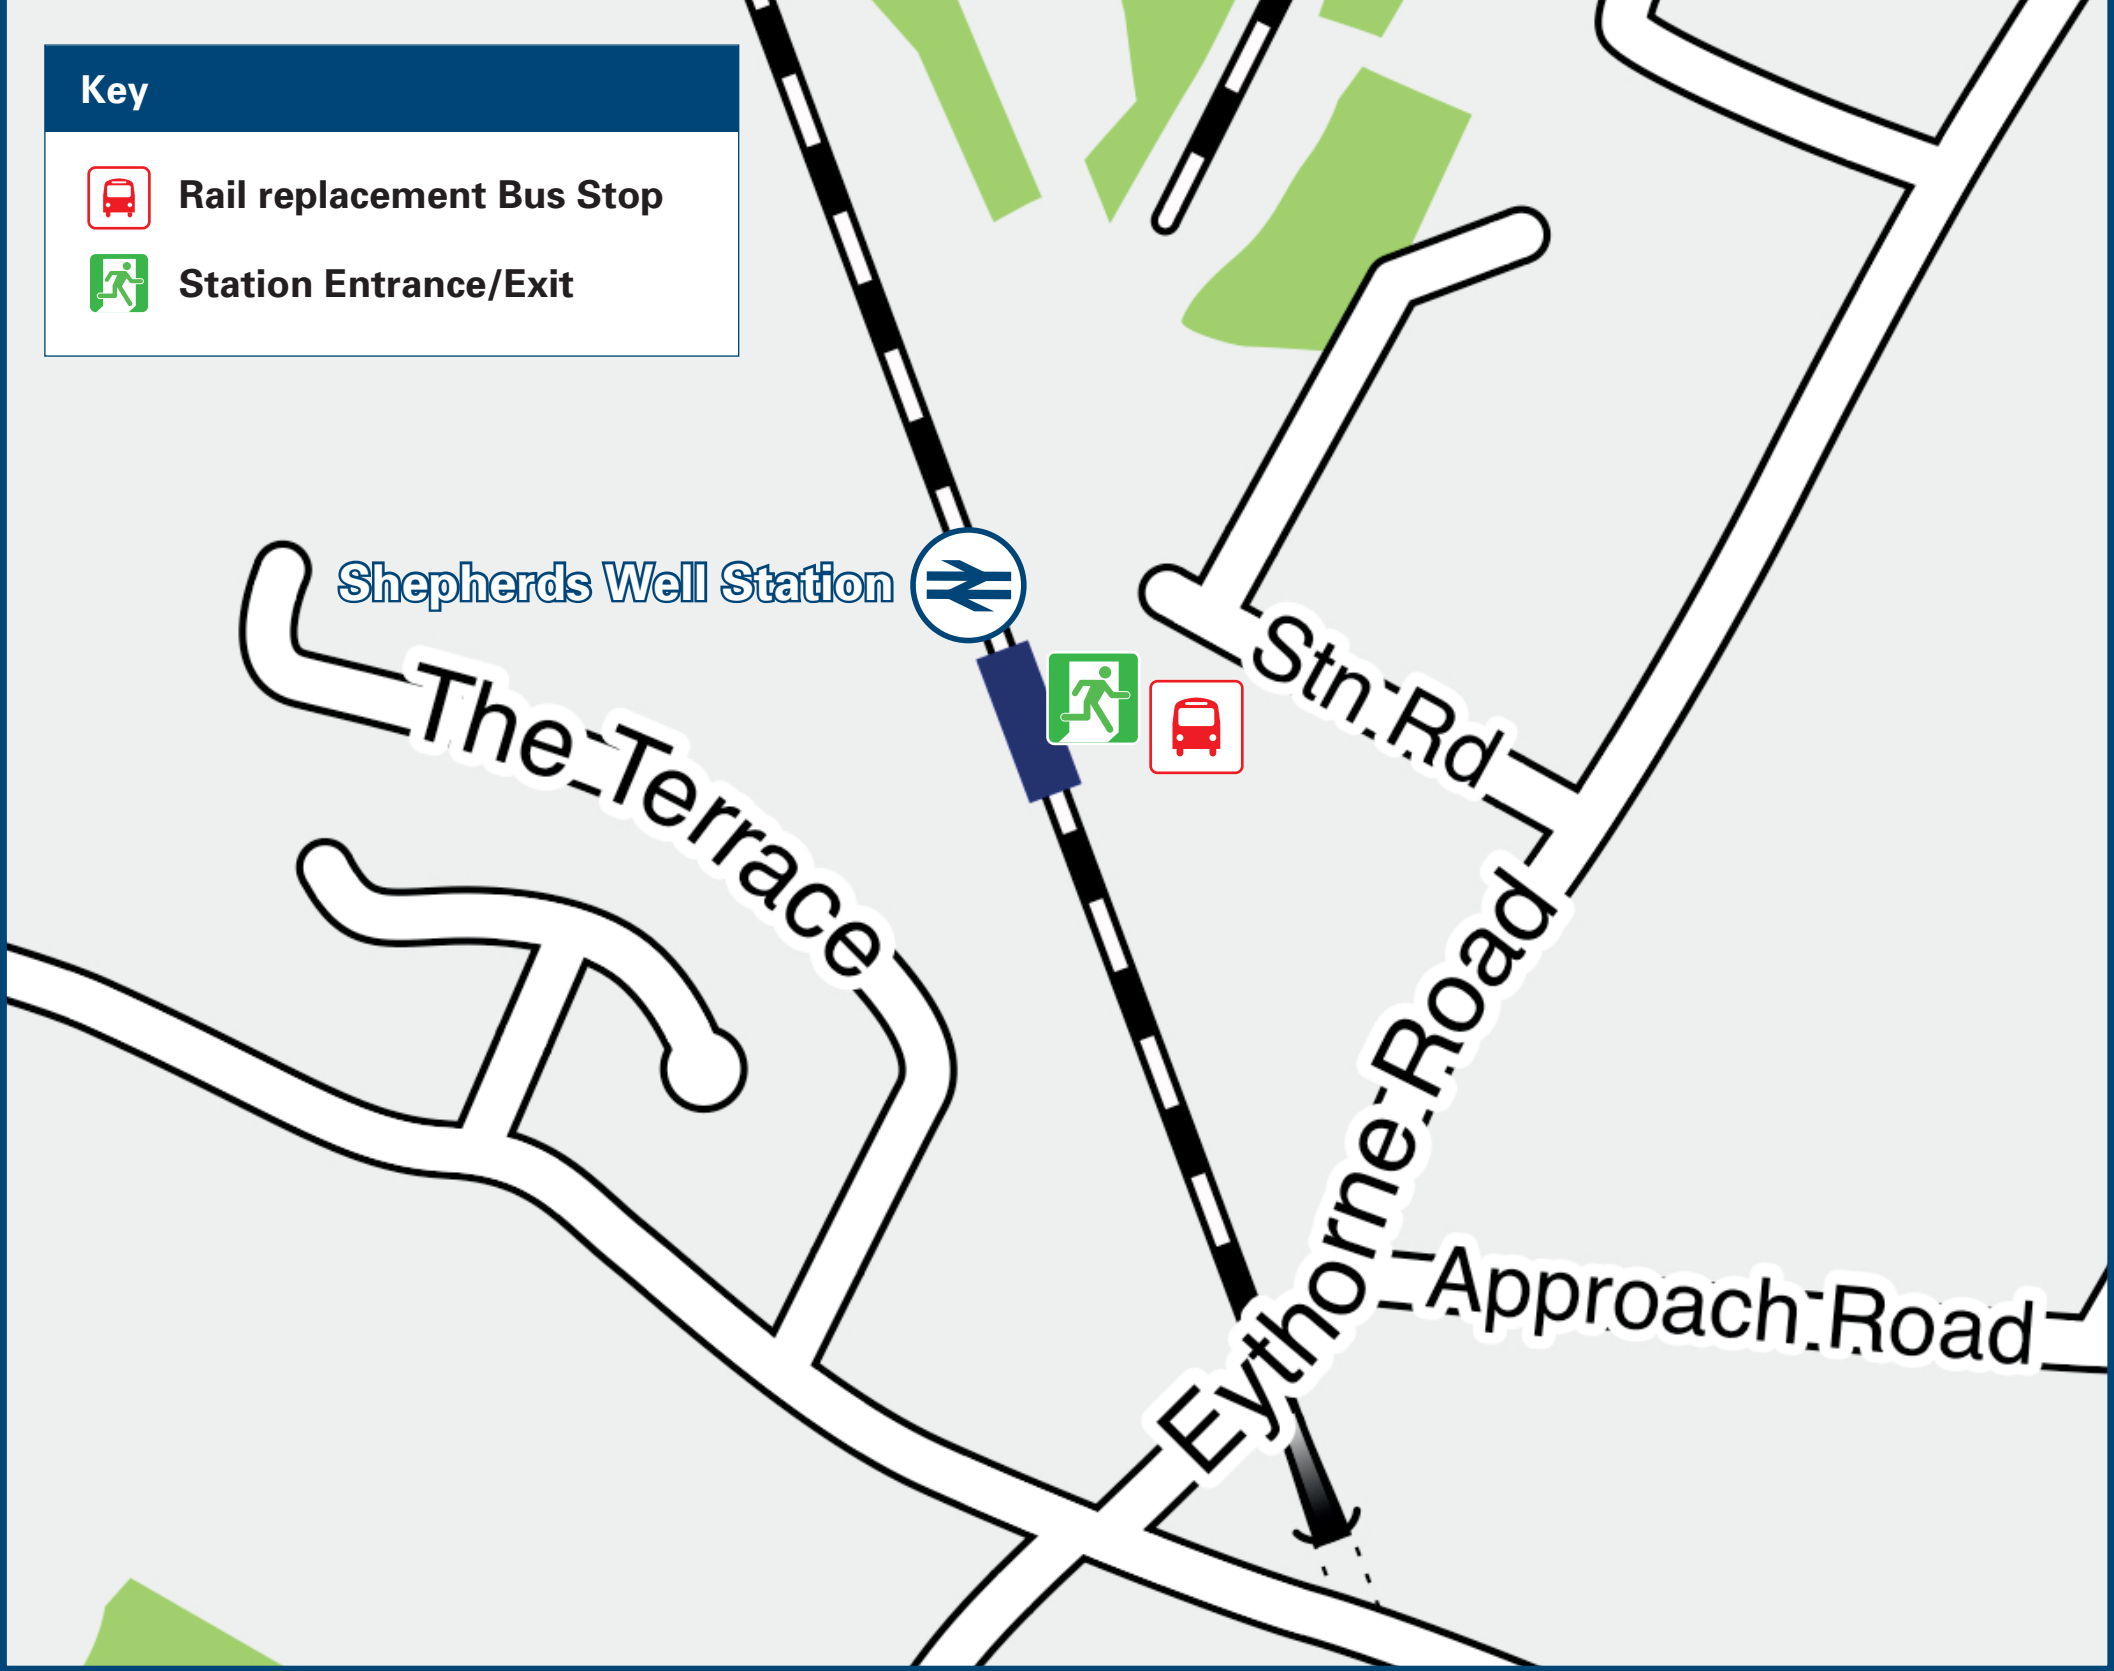 Key
Rail replacement Bus Stop
Station Entrance/Exit
Shepherds Well Station
Stn Rd
The Terrace
Eythorne Road
Approach Road